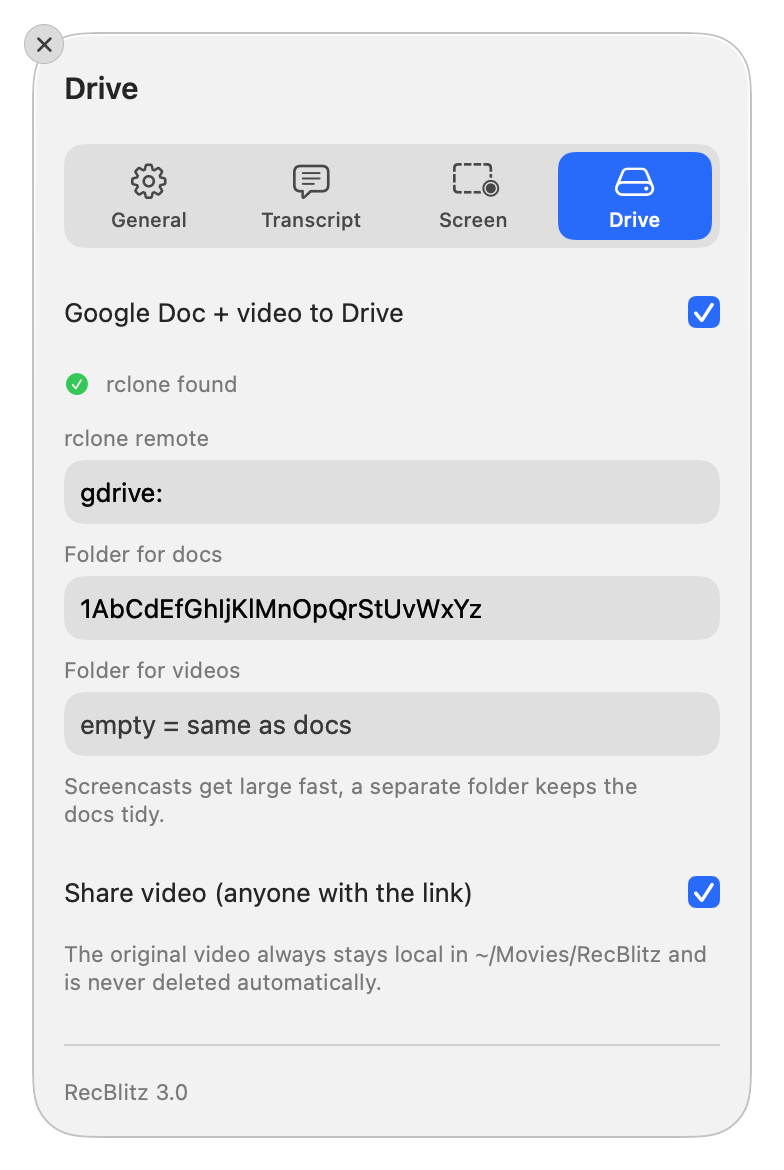 Drive
General
Transcript
Screen
Drive
Google Doc + video to Drive
rclone found
rclone remote
gdrive:
Folder for docs
1AbCdEfGhIjKlMnOpQrStUvWxYz
Folder for videos
empty = same as docs
Screencasts get large fast, a separate folder keeps the
docs tidy.
Share video (anyone with the link)
The original video always stays local in ~/Movies/RecBlitz and
is never deleted automatically.
RecBlitz 3.0